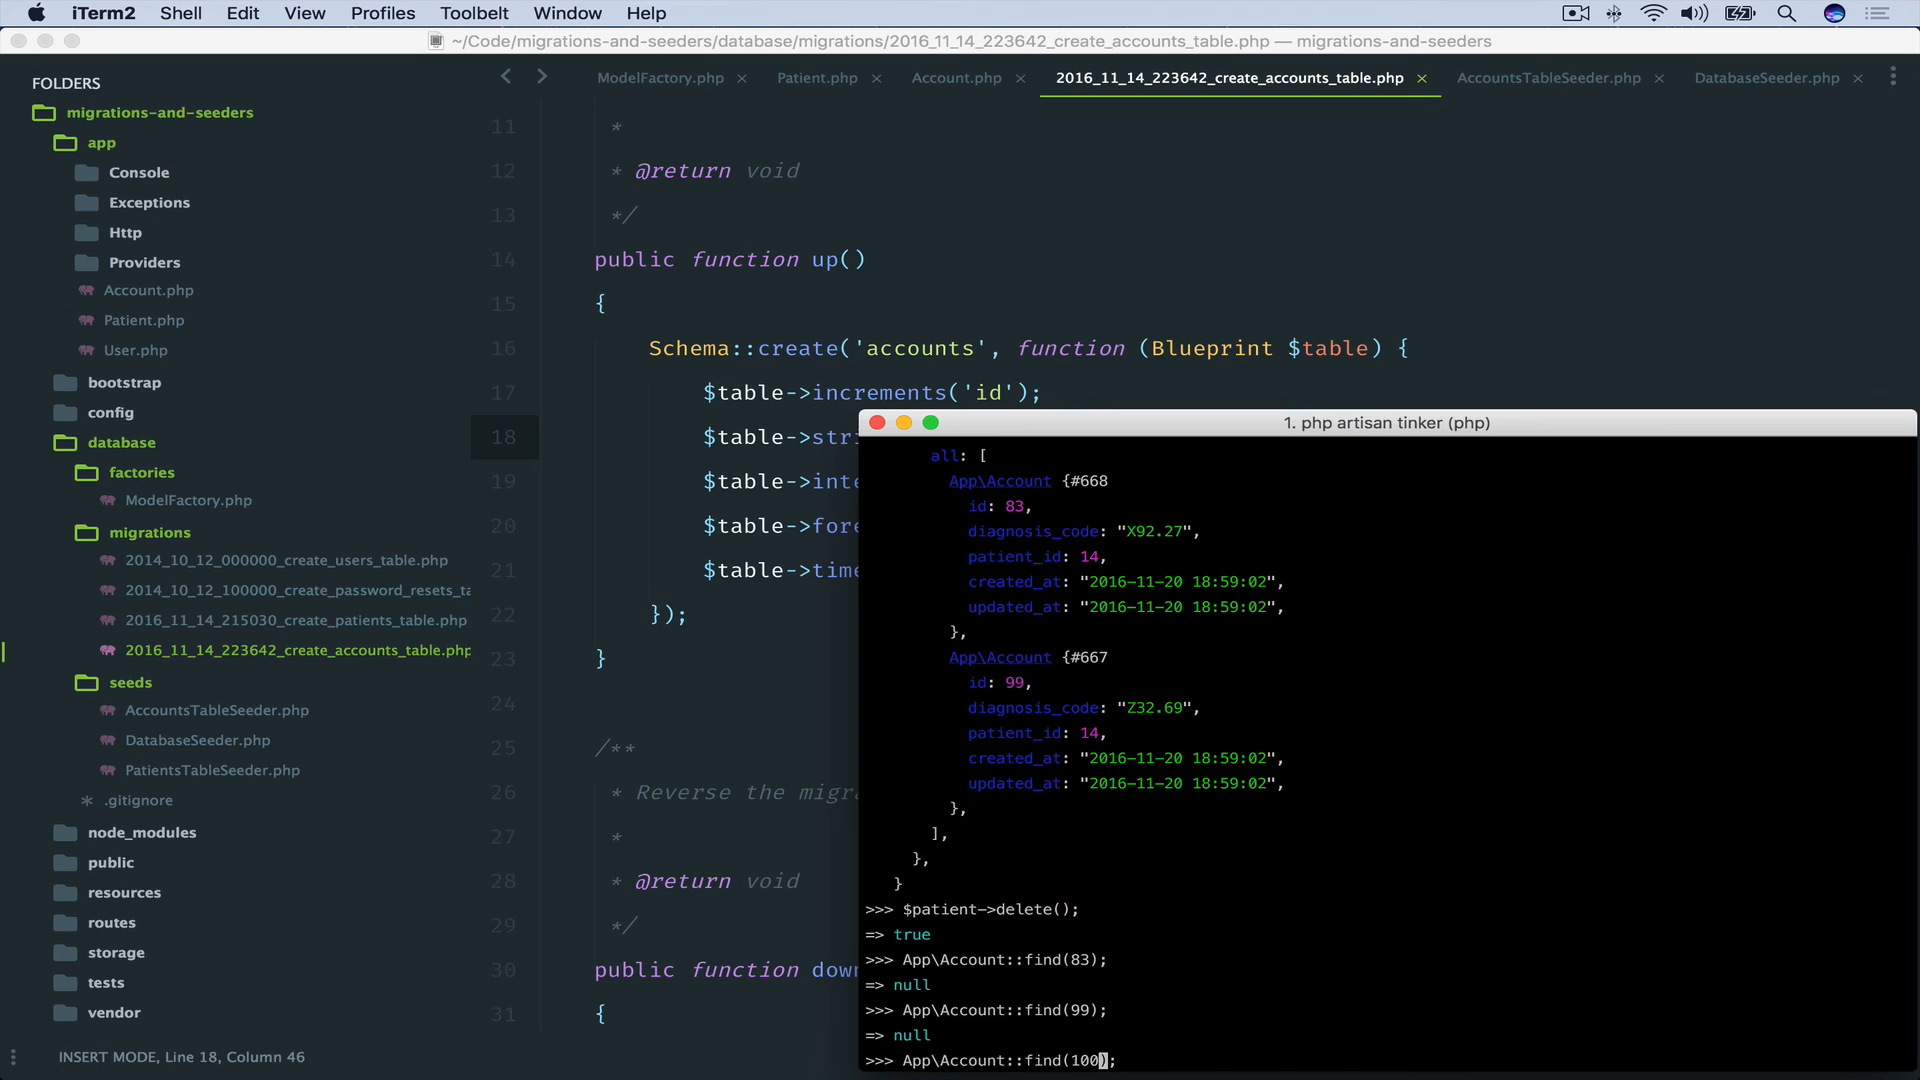 iTerm2 Shell Edit View Profiles Toolbelt Window Help
~/Code/migrations-and-seeders/database/migrations/2016_11_14_223642_create_accounts_table.php — migrations-and-seeders
FOLDERS
migrations-and-seeders
app
Console
Exceptions
Http
Providers
Account.php
Patient.php
User.php
bootstrap
config
database
factories
ModelFactory.php
migrations
2014_10_12_000000_create_users_table.php
2014_10_12_100000_create_password_resets_ta
2016_11_14_215030_create_patients_table.php
2016_11_14_223642_create_accounts_table.php
seeds
AccountsTableSeeder.php
DatabaseSeeder.php
PatientsTableSeeder.php
* .gitignore
node_modules
public
resources
routes
storage
tests
vendor
INSERT MODE, Line 18, Column 46
ModelFactory.php × Patient.php × Account.php × 2016_11_14_223642_create_accounts_table.php × AccountsTableSeeder.php × DatabaseSeeder.php ×
11 *
12 * @return void
13 */
14 public function up()
15 {
16 Schema::create('accounts', function (Blueprint $table) {
17 $table->increments('id');
18 $table->stri
19 $table->inte
20 $table->fore
21 $table->time
22 });
23 }
24
25 /**
26 * Reverse the migra
27 *
28 * @return void
29 */
30 public function down
31 {
1. php artisan tinker (php)
all: [
App\Account {#668
id: 83,
diagnosis_code: "X92.27",
patient_id: 14,
created_at: "2016-11-20 18:59:02",
updated_at: "2016-11-20 18:59:02",
},
App\Account {#667
id: 99,
diagnosis_code: "Z32.69",
patient_id: 14,
created_at: "2016-11-20 18:59:02",
updated_at: "2016-11-20 18:59:02",
},
],
},
}
>>> $patient->delete();
=> true
>>> App\Account::find(83);
=> null
>>> App\Account::find(99);
=> null
>>> App\Account::find(100);